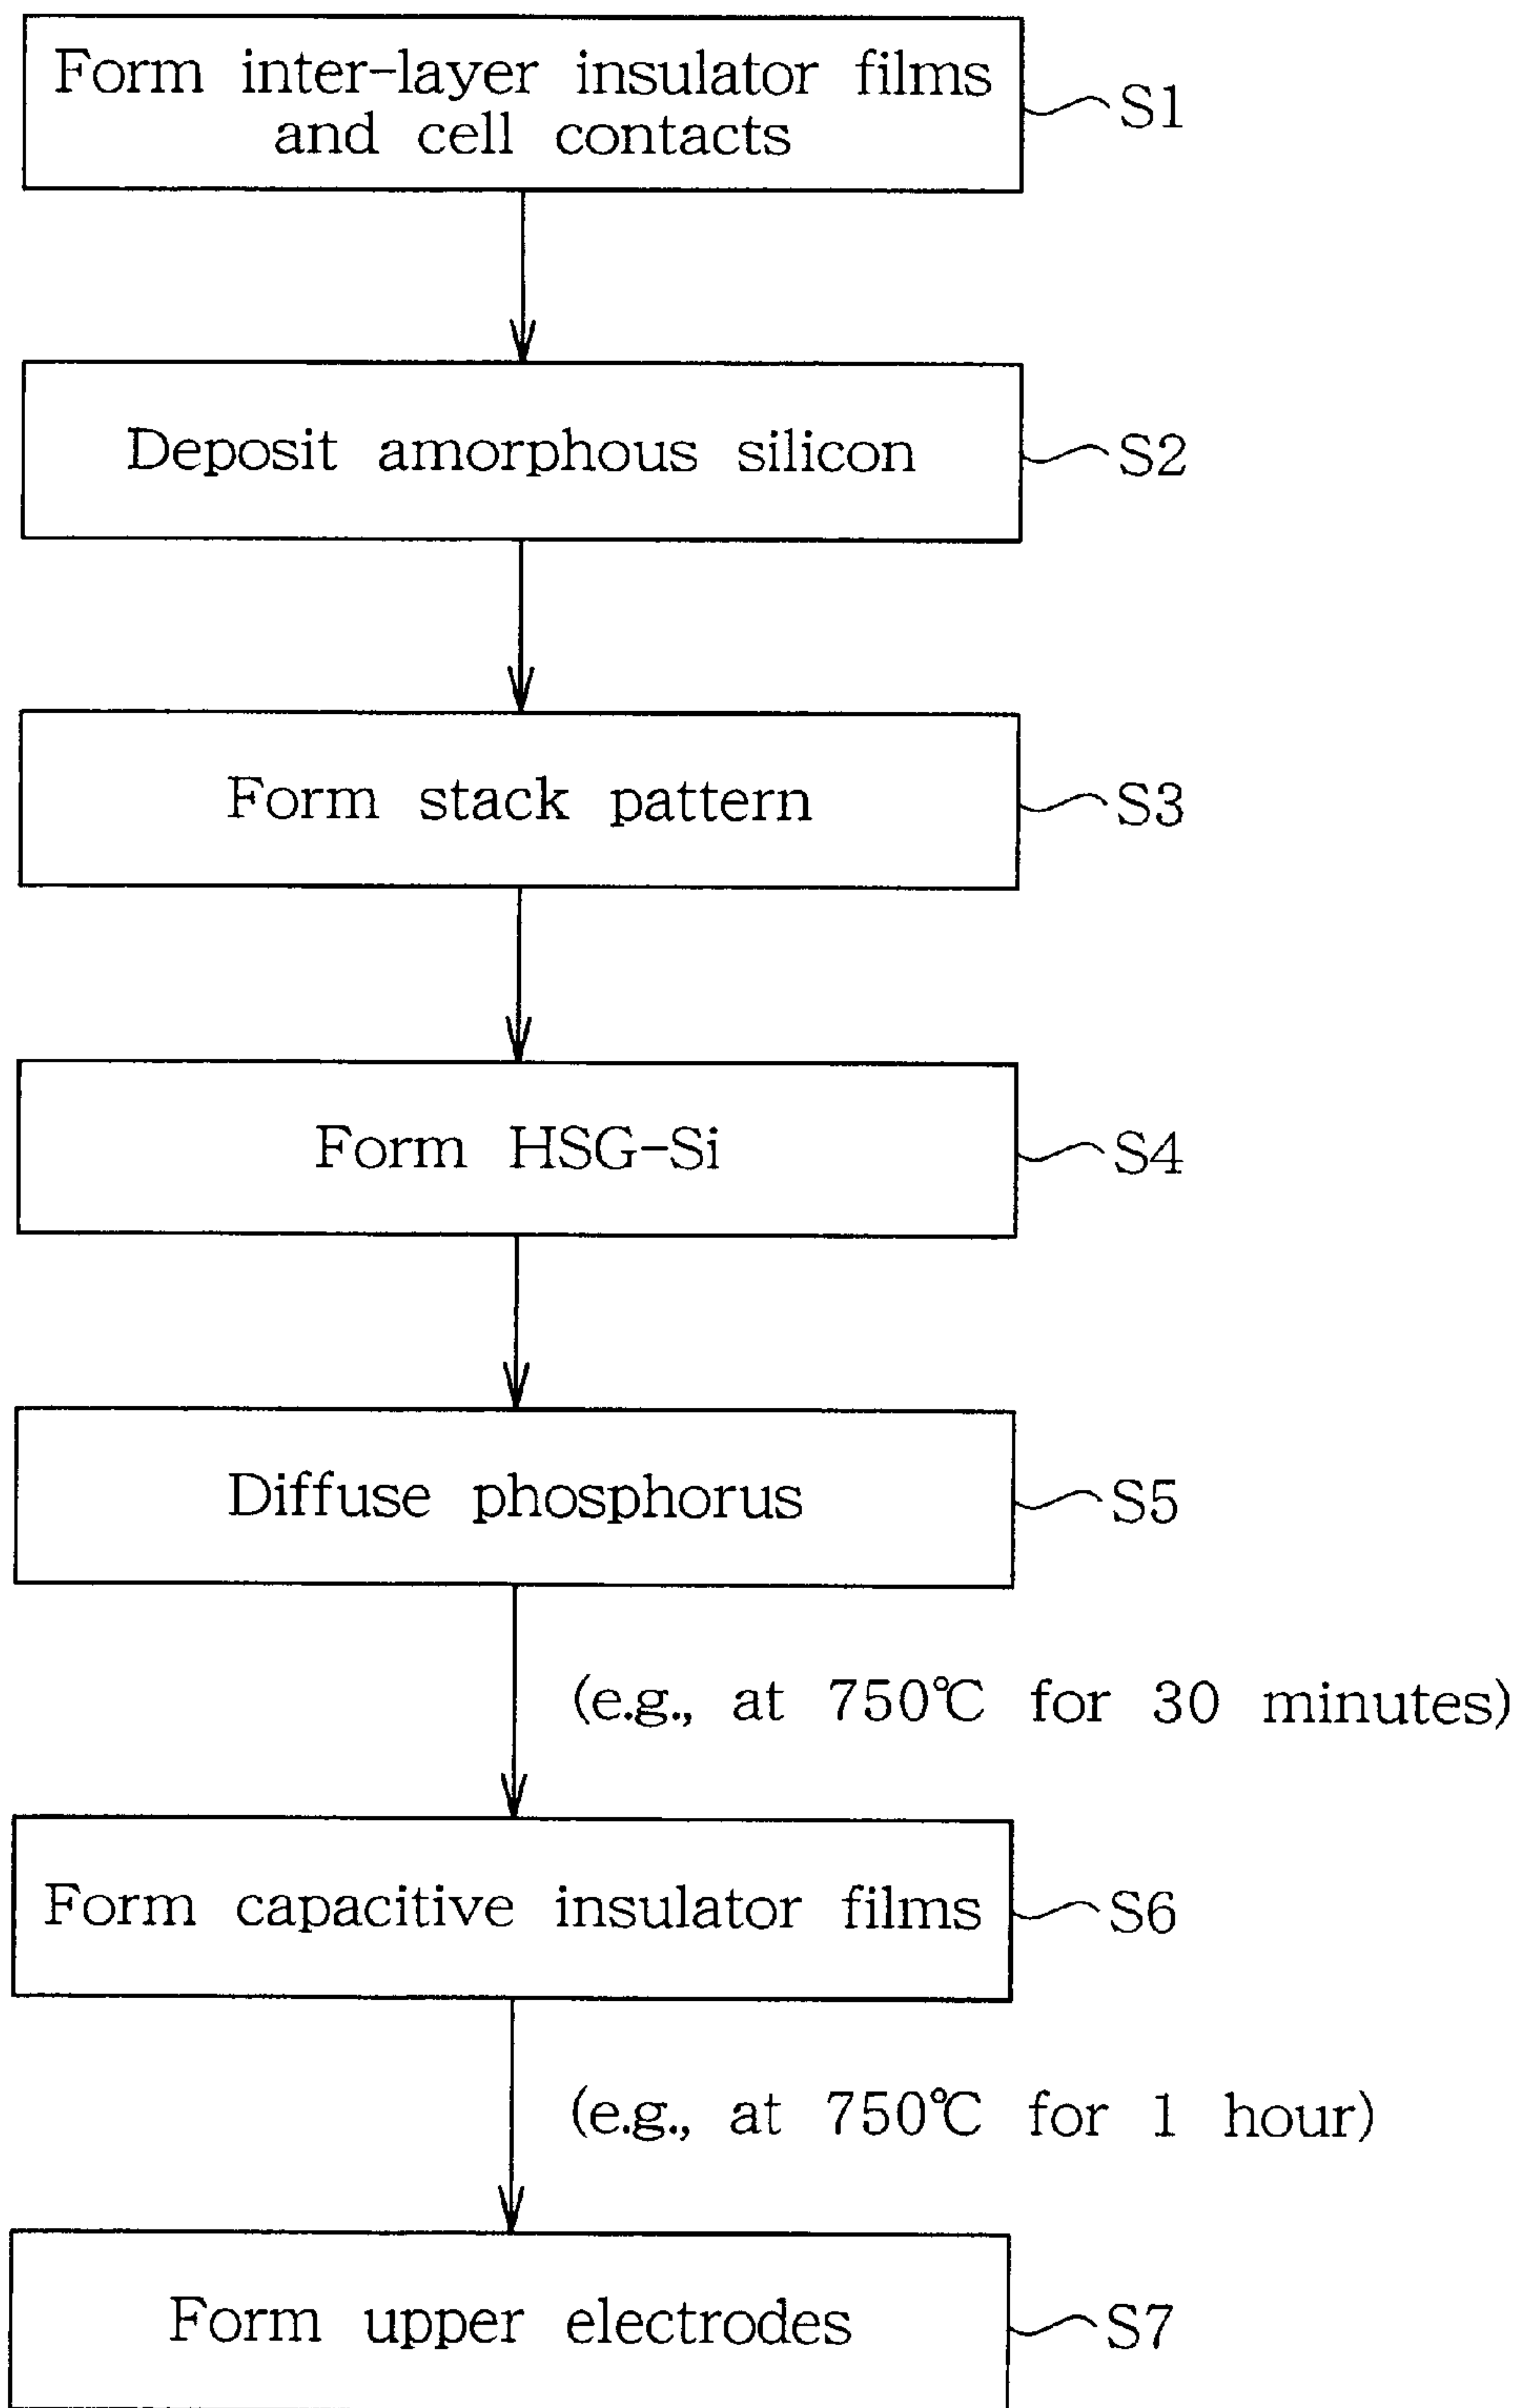 Form inter-layer insulator films
and cell contacts
S1
Deposit amorphous silicon
S2
Form stack pattern
S3
Form HSG-Si
S4
Diffuse phosphorus
S5
(e.g., at 750℃ for 30 minutes)
Form capacitive insulator films
S6
(e.g., at 750℃ for 1 hour)
Form upper electrodes
S7